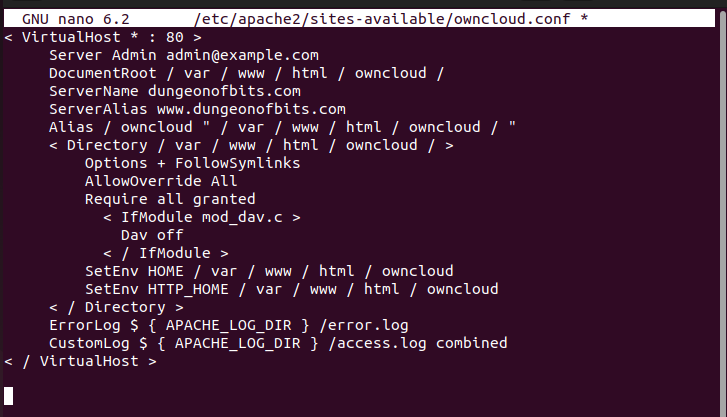 GNU nano 6.2 /etc/apache2/sites-available/owncloud.conf *
< VirtualHost * : 80 >
Server Admin admin@example.com
DocumentRoot / var / www / html / owncloud /
ServerName dungeonofbits.com
ServerAlias www.dungeonofbits.com
Alias / owncloud " / var / www / html / owncloud / "
< Directory / var / www / html / owncloud / >
Options + FollowSymlinks
AllowOverride All
Require all granted
< IfModule mod_dav.c >
Dav off
< / IfModule >
SetEnv HOME / var / www / html / owncloud
SetEnv HTTP_HOME / var / www / html / owncloud
< / Directory >
ErrorLog $ { APACHE_LOG_DIR } /error.log
CustomLog $ { APACHE_LOG_DIR } /access.log combined
< / VirtualHost >